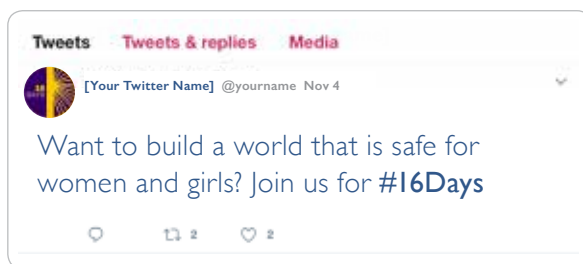 Tweets Tweets & replies Media
[Your Twitter Name] @yourname Nov 4
Want to build a world that is safe for
women and girls? Join us for #16Days
2 2